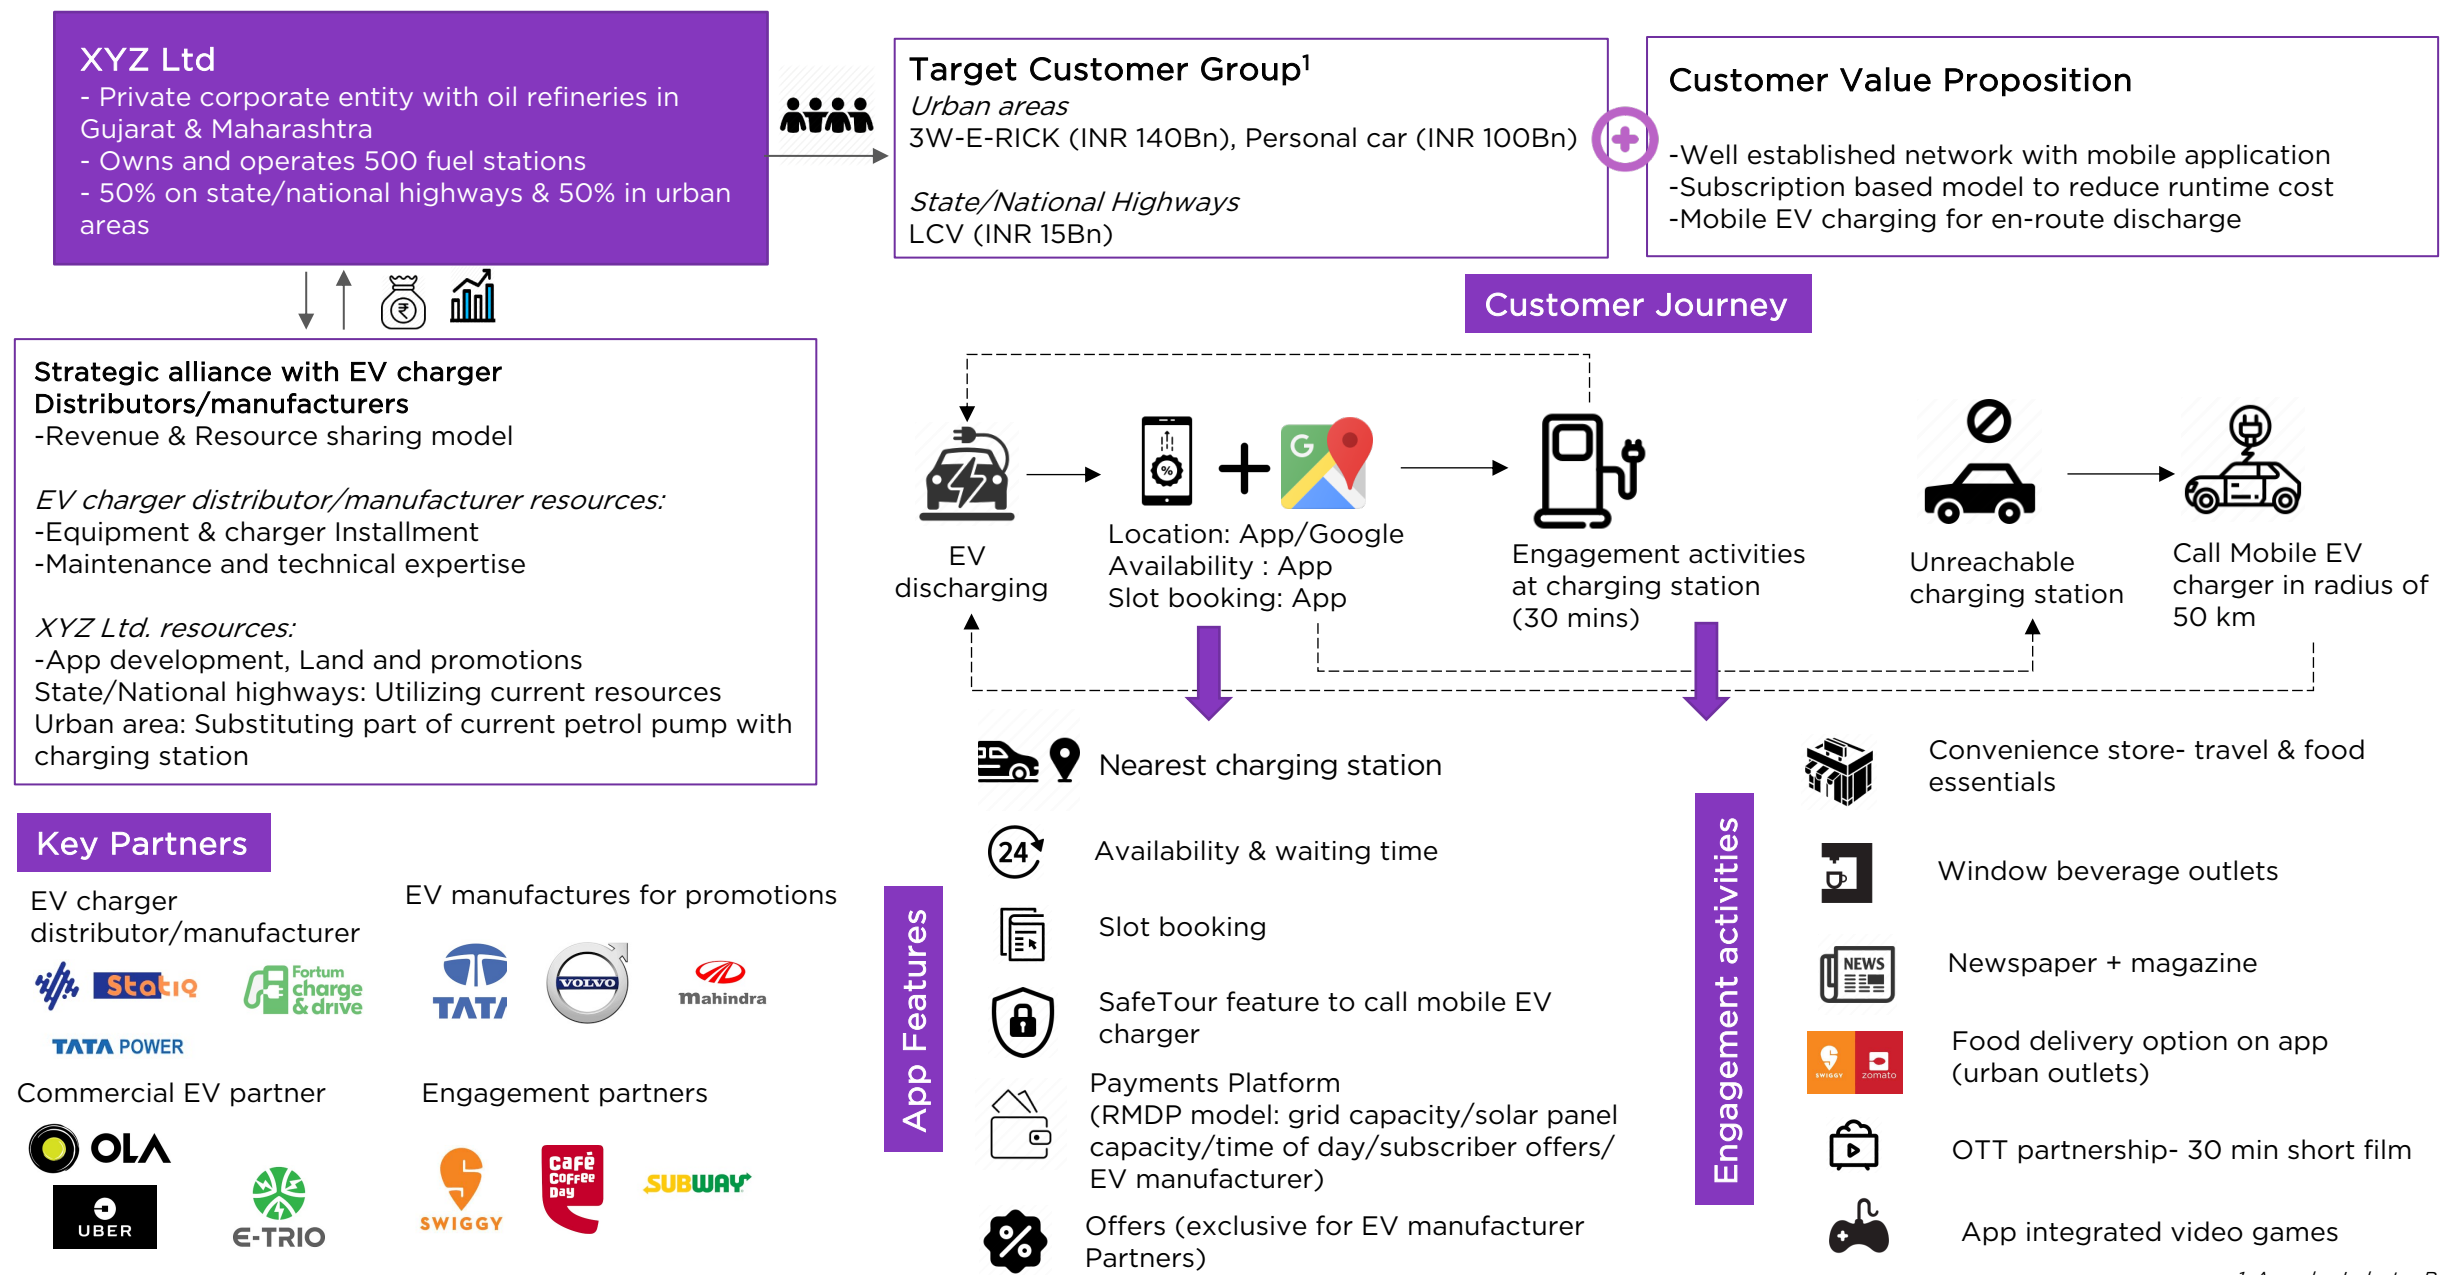 XYZ Ltd
- Private corporate entity with oil refineries in
Gujarat & Maharashtra
- Owns and operates 500 fuel stations
- 50% on state/national highways & 50% in urban
areas
Target Customer Group1
Urban areas
3W-E-RICK (INR 140Bn), Personal car (INR 100Bn)
State/National Highways
LCV (INR 15Bn)
Customer Value Proposition
-Well established network with mobile application
-Subscription based model to reduce runtime cost
-Mobile EV charging for en-route discharge
Strategic alliance with EV charger
Distributors/manufacturers
-Revenue & Resource sharing model
EV charger distributor/manufacturer resources:
-Equipment & charger Installment
-Maintenance and technical expertise
XYZ Ltd. resources:
-App development, Land and promotions
State/National highways: Utilizing current resources
Urban area: Substituting part of current petrol pump with
charging station
Customer Journey
EV
discharging
%
G
Location: App/Google
Availability : App
Slot booking: App
Engagement activities
at charging station
(30 mins)
Unreachable
charging station
Call Mobile EV
charger in radius of
50 km
Key Partners
EV charger
distributor/manufacturer
Statiq
Fortum
charge
& drive
TATA POWER
EV manufactures for promotions
TATA
VOLVO
mahindra
Commercial EV partner
OLA
UBER
E-TRIO
Engagement partners
SWIGGY
Café
Coffee
Day
SUBWAY
App Features
Nearest charging station
24
Availability & waiting time
Slot booking
SafeTour feature to call mobile EV
charger
Payments Platform
(RMDP model: grid capacity/solar panel
capacity/time of day/subscriber offers/
EV manufacturer)
%
Offers (exclusive for EV manufacturer
Partners)
Engagement activities
Convenience store- travel & food
essentials
Window beverage outlets
NEWS
Newspaper + magazine
SWIGGY
zomato
Food delivery option on app
(urban outlets)
OTT partnership- 30 min short film
App integrated video games